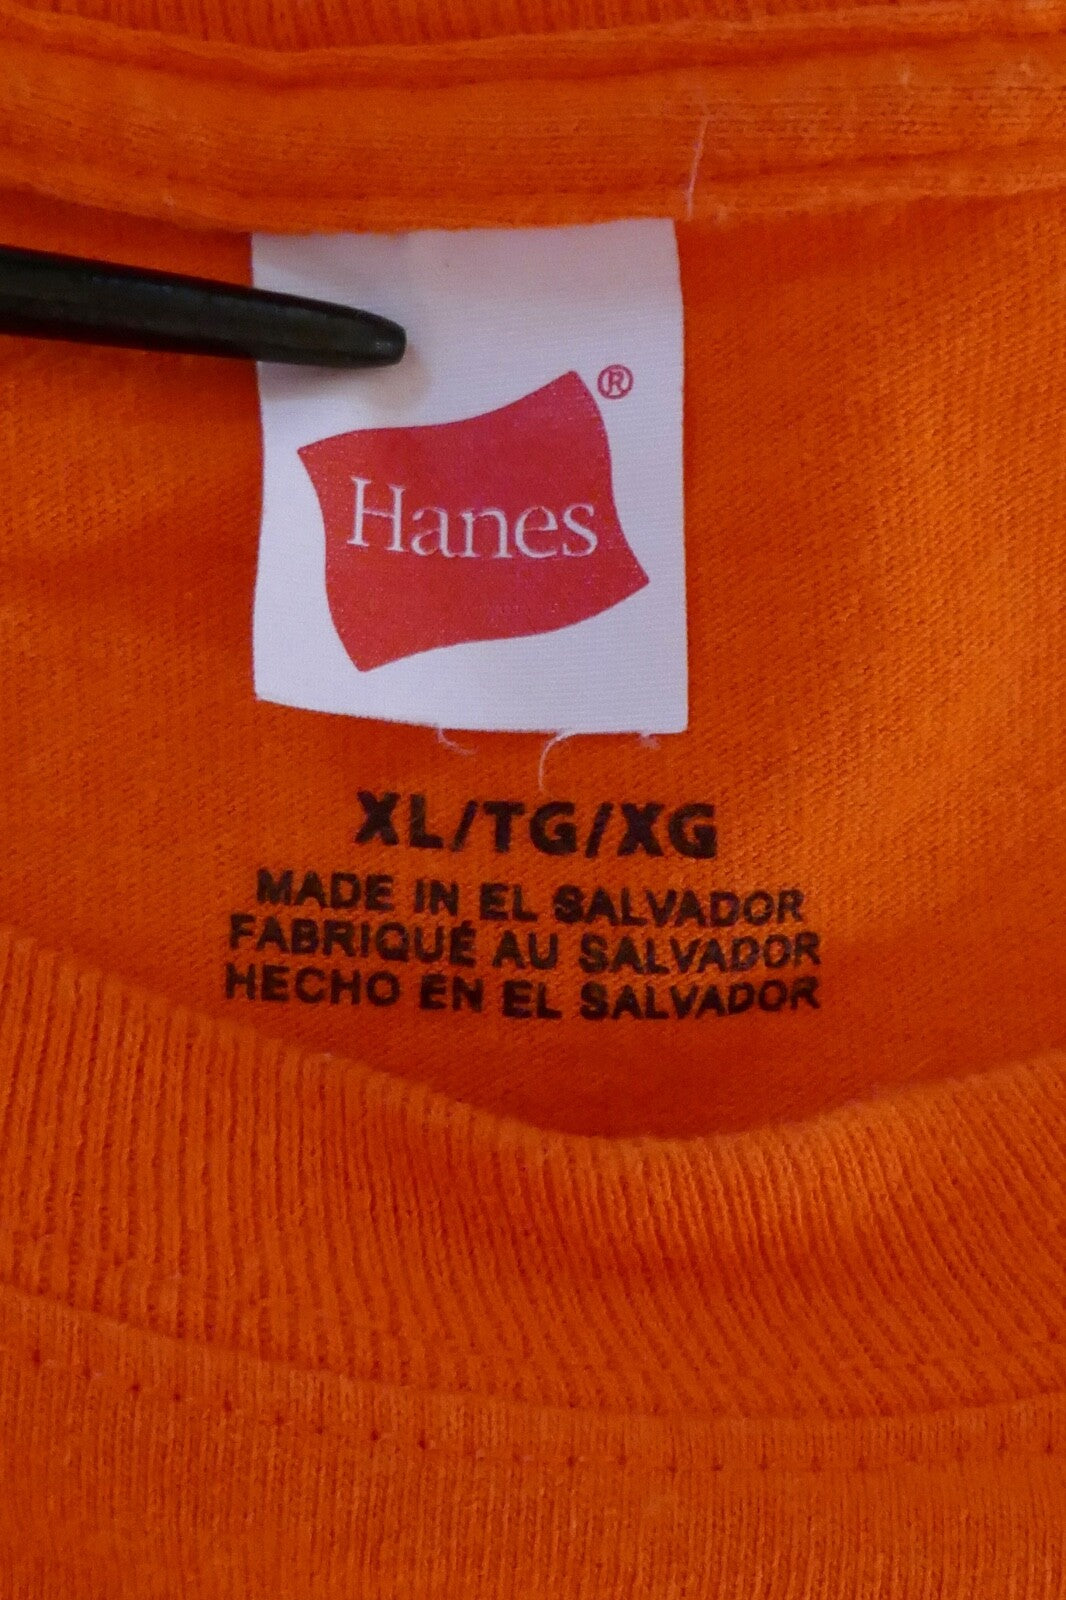 ®
Hanes
XL/TG/XG
MADE IN EL SALVADOR
FABRIQUÉ AU SALVADOR
HECHO EN EL SALVADOR